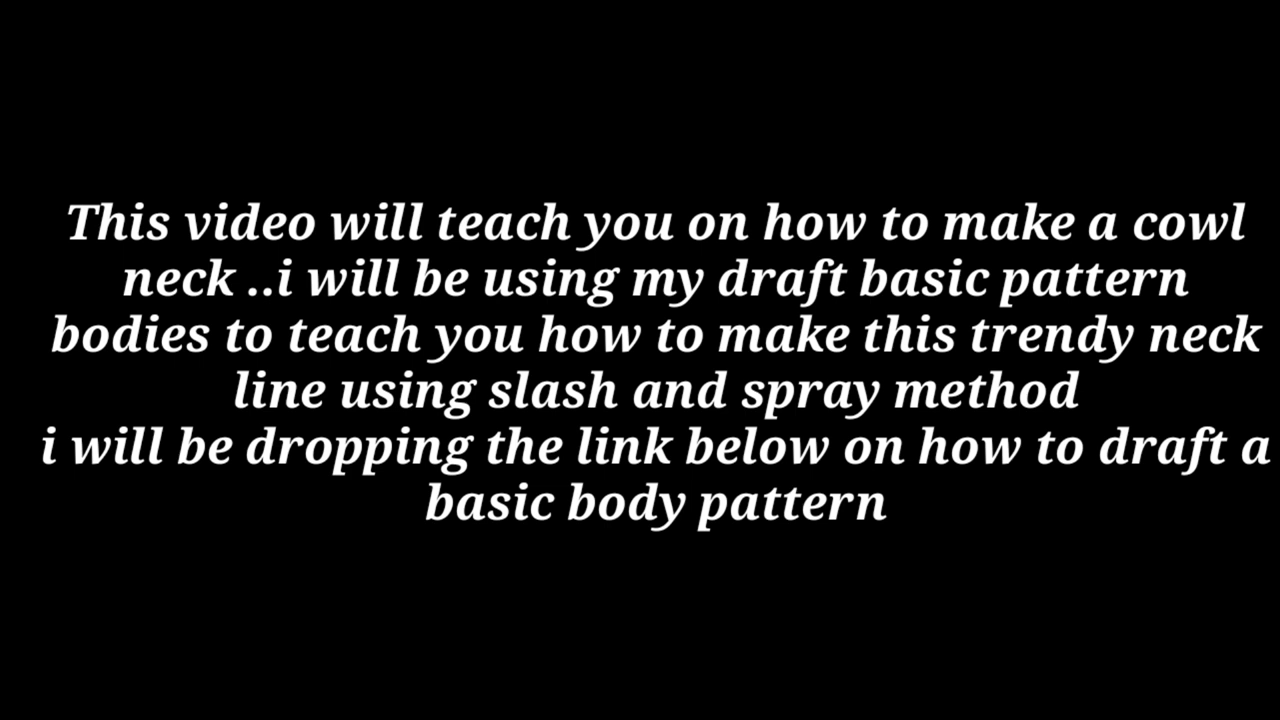 This video will teach you on how to make a cowl
neck ..i will be using my draft basic pattern
bodies to teach you how to make this trendy neck
line using slash and spray method
i will be dropping the link below on how to draft a
basic body pattern